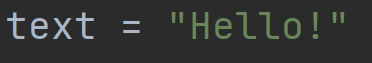 text = "Hello!"